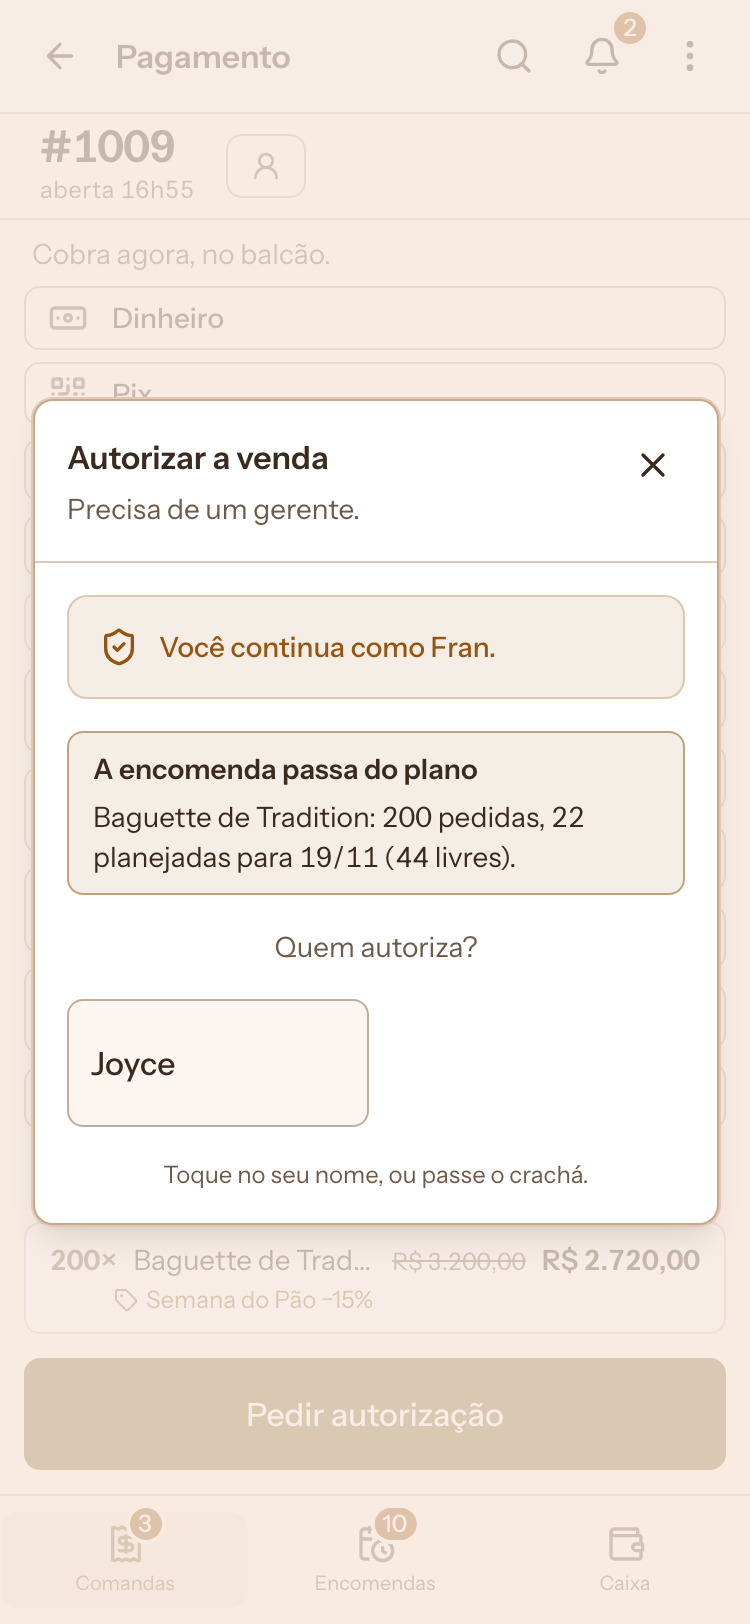 Pagamento
2
#1009
aberta 16h55
Cobra agora, no balcão.
Dinheiro
Pix
Autorizar a venda
Precisa de um gerente.
Você continua como Fran.
A encomenda passa do plano
Baguette de Tradition: 200 pedidas, 22
planejadas para 19/11 (44 livres).
Quem autoriza?
Joyce
Toque no seu nome, ou passe o crachá.
200× Baguette de Trad... R$ 3.200,00 R$ 2.720,00
Semana do Pão −15%
Pedir autorização
3
10
Comandas
Encomendas
Caixa